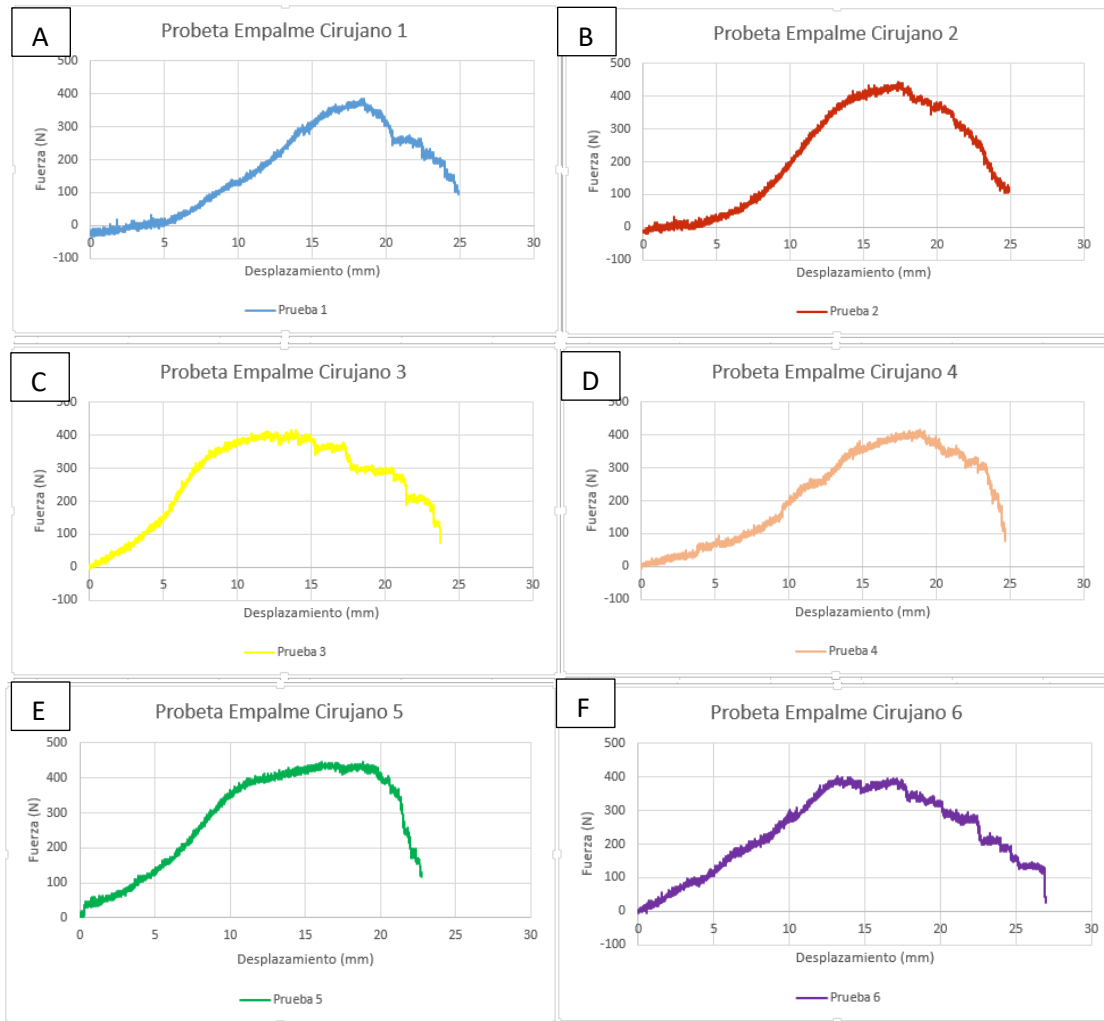 A
Probeta Empalme Cirujano 1
500
400
300
200
100
0
-100
Fuerza (N)
0 5 10 15 20 25 30
Desplazamiento (mm)
Prueba 1
B
Probeta Empalme Cirujano 2
500
400
300
200
100
0
-100
Fuerza (N)
0 5 10 15 20 25 30
Desplazamiento (mm)
Prueba 2
C
Probeta Empalme Cirujano 3
500
400
300
200
100
0
-100
Fuerza (N)
0 5 10 15 20 25 30
Desplazamiento (mm)
Prueba 3
D
Probeta Empalme Cirujano 4
500
400
300
200
100
0
-100
Fuerza (N)
0 5 10 15 20 25 30
Desplazamiento (mm)
Prueba 4
E
Probeta Empalme Cirujano 5
500
400
300
200
100
0
Fuerza (N)
0 5 10 15 20 25 30
Desplazamiento (mm)
Prueba 5
F
Probeta Empalme Cirujano 6
500
400
300
200
100
0
-100
Fuerza (N)
0 5 10 15 20 25 30
Desplazamiento (mm)
Prueba 6